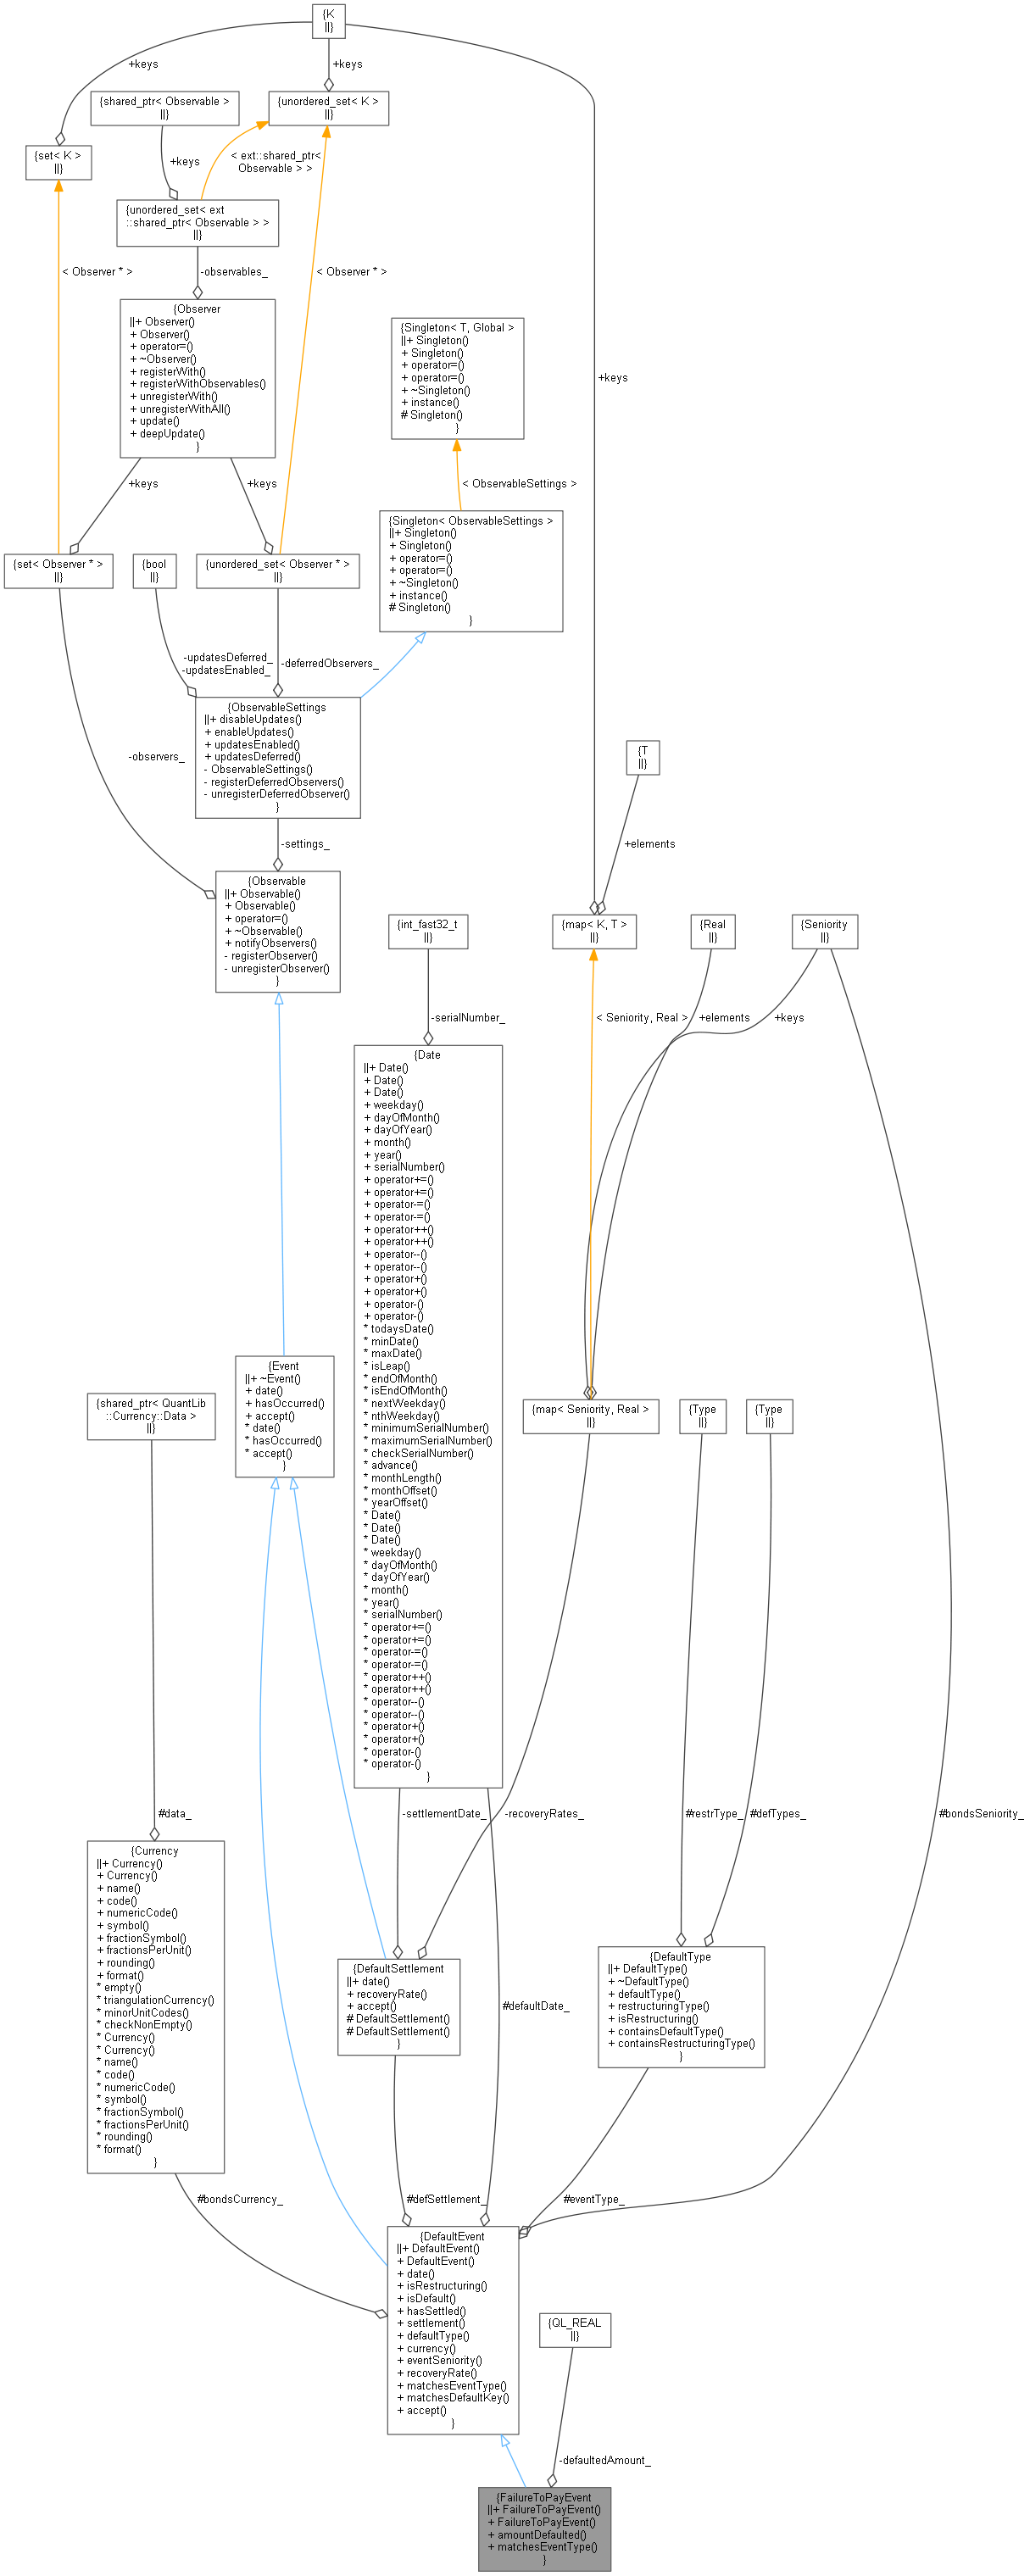 {K
||}
+keys
+keys
{shared_ptr< Observable >
||}
{unordered_set< K >
||}
{set< K >
||}
+keys
< ext::shared_ptr<
Observable > >
{unordered_set< ext
::shared_ptr< Observable > >
||}
< Observer * >
-observables_
< Observer * >
{Observer
||+ Observer()
+ Observer()
+ operator=()
+ ~Observer()
+ registerWith()
+ registerWithObservables()
+ unregisterWith()
+ unregisterWithAll()
+ update()
+ deepUpdate()
}
{Singleton< T, Global >
||+ Singleton()
+ Singleton()
+ operator=()
+ operator=()
+ ~Singleton()
+ instance()
# Singleton()
}
+keys
+keys
+keys
< ObservableSettings >
{set< Observer * >
||}
{bool
||}
{unordered_set< Observer * >
||}
{Singleton< ObservableSettings >
||+ Singleton()
+ Singleton()
+ operator=()
+ operator=()
+ ~Singleton()
+ instance()
# Singleton()
}
-updatesDeferred_
-updatesEnabled_
-deferredObservers_
-observers_
{ObservableSettings
||+ disableUpdates()
+ enableUpdates()
+ updatesEnabled()
+ updatesDeferred()
- ObservableSettings()
- registerDeferredObservers()
- unregisterDeferredObserver()
}
{T
||}
-settings_
+elements
{Observable
||+ Observable()
+ Observable()
+ operator=()
+ ~Observable()
+ notifyObservers()
- registerObserver()
- unregisterObserver()
}
{int_fast32_t
||}
{map< K, T >
||}
{Real
||}
{Seniority
||}
-serialNumber_
< Seniority, Real >
+elements
+keys
{Date
||+ Date()
+ Date()
+ Date()
+ weekday()
+ dayOfMonth()
+ dayOfYear()
+ month()
+ year()
+ serialNumber()
+ operator+=()
+ operator+=()
+ operator-=()
+ operator-=()
+ operator++()
+ operator++()
+ operator--()
+ operator--()
+ operator+()
+ operator+()
+ operator-()
+ operator-()
* todaysDate()
* minDate()
* maxDate()
* isLeap()
* endOfMonth()
* isEndOfMonth()
* nextWeekday()
* nthWeekday()
* minimumSerialNumber()
* maximumSerialNumber()
* checkSerialNumber()
* advance()
* monthLength()
* monthOffset()
* yearOffset()
* Date()
* Date()
* Date()
* weekday()
* dayOfMonth()
* dayOfYear()
* month()
* year()
* serialNumber()
* operator+=()
* operator+=()
* operator-=()
* operator-=()
* operator++()
* operator++()
* operator--()
* operator--()
* operator+()
* operator+()
* operator-()
* operator-()
}
{Event
||+ ~Event()
+ date()
+ hasOccurred()
+ accept()
* date()
* hasOccurred()
* accept()
}
{shared_ptr< QuantLib
::Currency::Data >
||}
{map< Seniority, Real >
||}
{Type
||}
{Type
||}
#data_
-settlementDate_
-recoveryRates_
#restrType_
#defTypes_
#bondsSeniority_
{Currency
||+ Currency()
+ Currency()
+ name()
+ code()
+ numericCode()
+ symbol()
+ fractionSymbol()
+ fractionsPerUnit()
+ rounding()
+ format()
* empty()
* triangulationCurrency()
* minorUnitCodes()
* checkNonEmpty()
* Currency()
* Currency()
* name()
* code()
* numericCode()
* symbol()
* fractionSymbol()
* fractionsPerUnit()
* rounding()
* format()
}
{DefaultSettlement
||+ date()
+ recoveryRate()
+ accept()
# DefaultSettlement()
# DefaultSettlement()
}
#defaultDate_
{DefaultType
||+ DefaultType()
+ ~DefaultType()
+ defaultType()
+ restructuringType()
+ isRestructuring()
+ containsDefaultType()
+ containsRestructuringType()
}
#bondsCurrency_
#defSettlement_
#eventType_
{DefaultEvent
||+ DefaultEvent()
+ DefaultEvent()
+ date()
+ isRestructuring()
+ isDefault()
+ hasSettled()
+ settlement()
+ defaultType()
+ currency()
+ eventSeniority()
+ recoveryRate()
+ matchesEventType()
+ matchesDefaultKey()
+ accept()
}
{QL_REAL
||}
-defaultedAmount_
{FailureToPayEvent
||+ FailureToPayEvent()
+ FailureToPayEvent()
+ amountDefaulted()
+ matchesEventType()
}